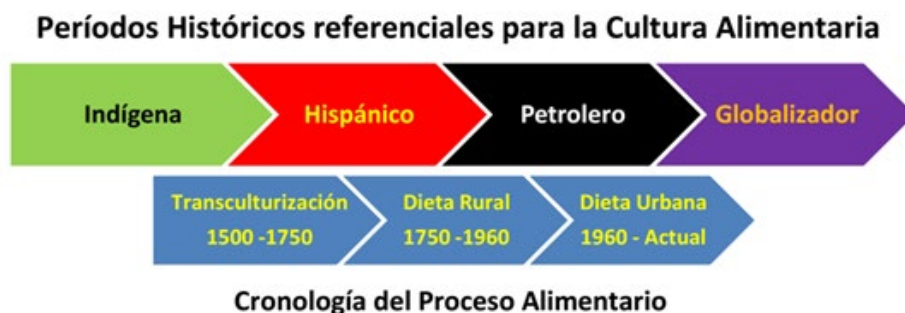 Períodos Históricos referenciales para la Cultura Alimentaria
Indígena
Hispánico
Petrolero
Globalizador
Transculturización
1500 -1750
Dieta Rural
1750 -1960
Dieta Urbana
1960 - Actual
Cronología del Proceso Alimentario